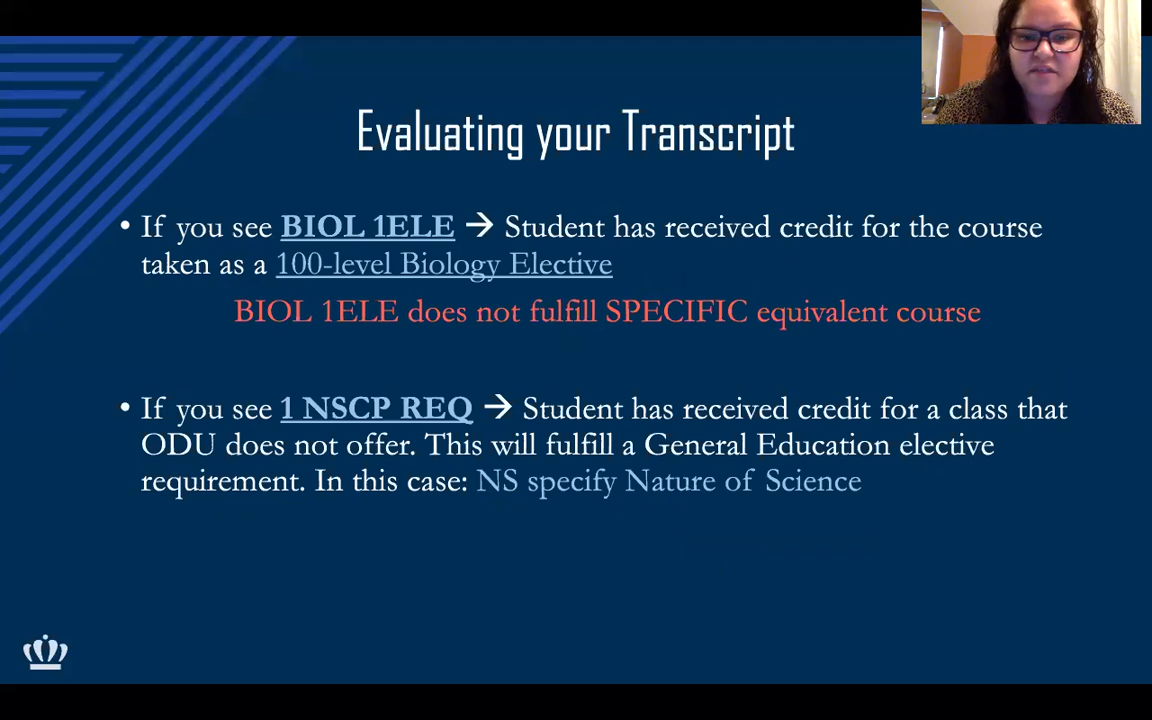 Evaluating your Transcript
• If you see BIOL 1ELE → Student has received credit for the course
taken as a 100-level Biology Elective
BIOL 1ELE does not fulfill SPECIFIC equivalent course
• If you see 1 NSCP REQ → Student has received credit for a class that
ODU does not offer. This will fulfill a General Education elective
requirement. In this case: NS specify Nature of Science